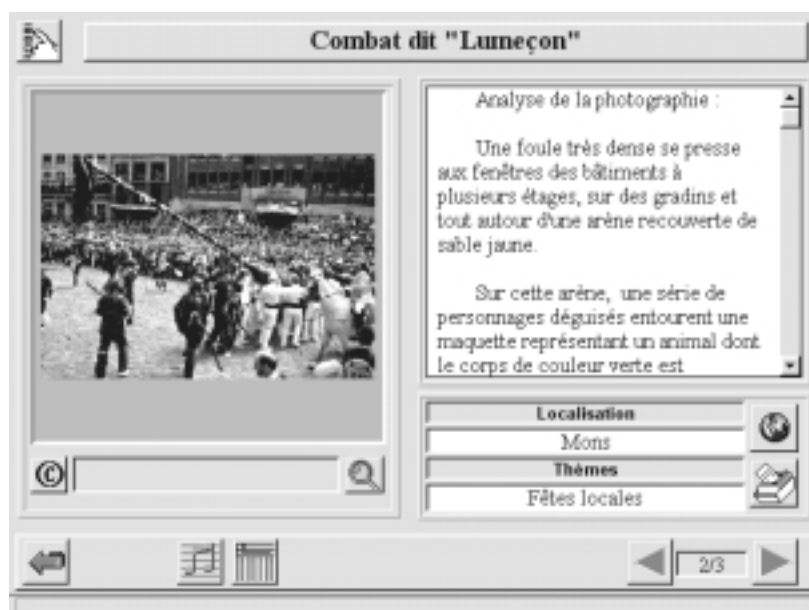 Combat dit "Lumeçon"
Analyse de la photographie :
Une foule très dense se presse
aux fenêtres des bâtiments à
plusieurs étages, sur des gradins et
tout autour d'une arène recouverte de
sable jaune.
Sur cette arène, une série de
personnages déguisés entourent une
maquette représentant un animal dont
le corps de couleur verte est
Localisation
Mons
Thèmes
Fêtes locales
©
2/3